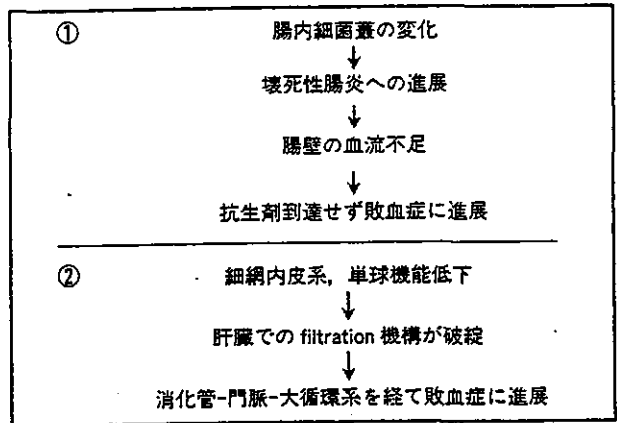 ① 腸内細菌叢の変化
↓
壊死性腸炎への進展
↓
腸壁の血流不足
↓
抗生剤到達せず敗血症に進展
② 細網内皮系，単球機能低下
↓
肝臓での filtration 機構が破綻
↓
消化管-門脈-大循環系を経て敗血症に進展